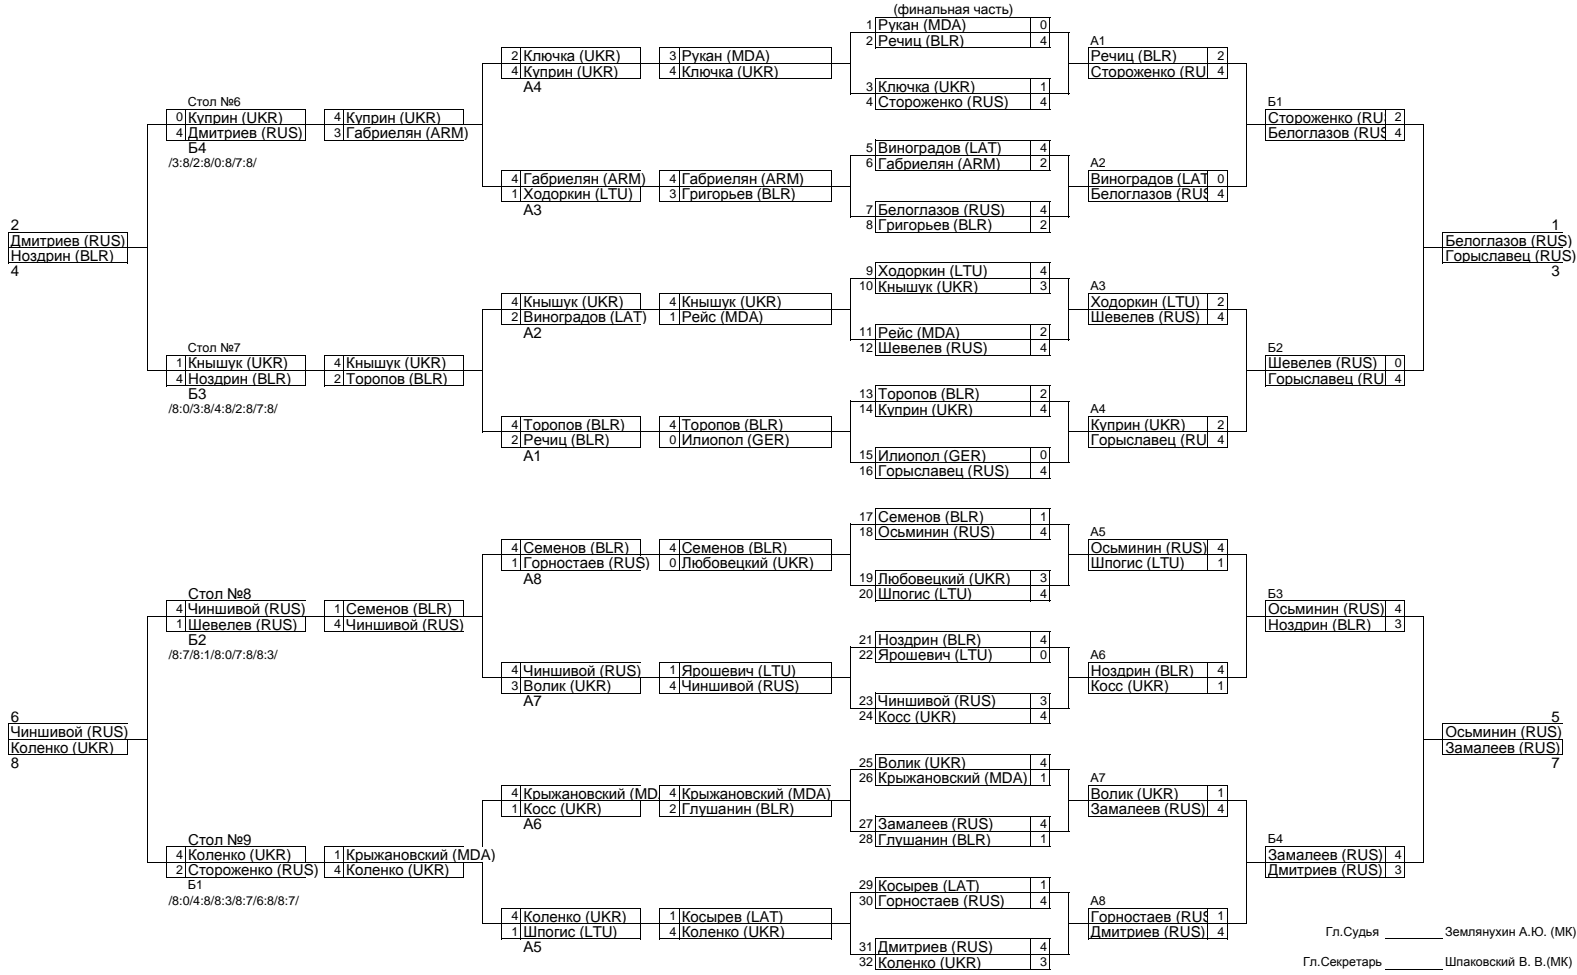 (финальная часть)
1 Рукан (MDA) 0
2 Речиц (BLR) 4
А1
2 Ключка (UKR) 3 Рукан (MDA) Речиц (BLR) 2
4 Куприн (UKR) 4 Ключка (UKR) Стороженко (RU 4
А4
3 Ключка (UKR) 1
4 Стороженко (RUS) 4
Стол №6 Б1
0 Куприн (UKR) 4 Куприн (UKR) Стороженко (RU 2
4 Дмитриев (RUS) 3 Габриелян (ARM) Белоглазов (RUS 4
Б4
/3:8/2:8/0:8/7:8/
5 Виноградов (LAT) 4
6 Габриелян (ARM) 2
А2
4 Габриелян (ARM) 4 Габриелян (ARM) Виноградов (LAT 0
1 Ходоркин (LTU) 3 Григорьев (BLR) Белоглазов (RUS 4
А3
7 Белоглазов (RUS) 4
8 Григорьев (BLR) 2
2 1
Дмитриев (RUS) Белоглазов (RUS)
Ноздрин (BLR) Горыславец (RUS)
4 3
9 Ходоркин (LTU) 4
10 Кнышук (UKR) 3
А3
4 Кнышук (UKR) 4 Кнышук (UKR) Ходоркин (LTU) 2
2 Виноградов (LAT) 1 Рейс (MDA) Шевелев (RUS) 4
А2
11 Рейс (MDA) 2
12 Шевелев (RUS) 4
Стол №7 Б2
1 Кнышук (UKR) 4 Кнышук (UKR) Шевелев (RUS) 0
4 Ноздрин (BLR) 2 Торопов (BLR) Горыславец (RU 4
Б3
/8:0/3:8/4:8/2:8/7:8/
13 Торопов (BLR) 2
14 Куприн (UKR) 4
А4
4 Торопов (BLR) 4 Торопов (BLR) Куприн (UKR) 2
2 Речиц (BLR) 0 Илиопол (GER) Горыславец (RU 4
А1
15 Илиопол (GER) 0
16 Горыславец (RUS) 4
17 Семенов (BLR) 1
18 Осьминин (RUS) 4
А5
4 Семенов (BLR) 4 Семенов (BLR) Осьминин (RUS) 4
1 Горностаев (RUS) 0 Любовецкий (UKR) Шпогис (LTU) 1
А8
19 Любовецкий (UKR) 3
20 Шпогис (LTU) 4
Стол №8 Б3
4 Чиншивой (RUS) 1 Семенов (BLR) Осьминин (RUS) 4
1 Шевелев (RUS) 4 Чиншивой (RUS) Ноздрин (BLR) 3
Б2
/8:7/8:1/8:0/7:8/8:3/
21 Ноздрин (BLR) 4
22 Ярошевич (LTU) 0
А6
4 Чиншивой (RUS) 1 Ярошевич (LTU) Ноздрин (BLR) 4
3 Волик (UKR) 4 Чиншивой (RUS) Косс (UKR) 1
А7
23 Чиншивой (RUS) 3
24 Косс (UKR) 4
6 5
Чиншивой (RUS) Осьминин (RUS)
Коленко (UKR) Замалеев (RUS)
8 7
25 Волик (UKR) 4
26 Крыжановский (MDA) 1
А7
4 Крыжановский (MD 4 Крыжановский (MDA) Волик (UKR) 1
1 Косс (UKR) 2 Глушанин (BLR) Замалеев (RUS) 4
А6
27 Замалеев (RUS) 4
28 Глушанин (BLR) 1
Стол №9 Б4
4 Коленко (UKR) 1 Крыжановский (MDA) Замалеев (RUS) 4
2 Стороженко (RUS) 4 Коленко (UKR) Дмитриев (RUS) 3
Б1
/8:0/4:8/8:3/8:7/6:8/8:7/
29 Косырев (LAT) 1
30 Горностаев (RUS) 4
А8
4 Коленко (UKR) 1 Косырев (LAT) Горностаев (RUS 1
1 Шпогис (LTU) 4 Коленко (UKR) Дмитриев (RUS) 4
А5
31 Дмитриев (RUS) 4
32 Коленко (UKR) 3
Гл.Судья Землянухин А.Ю. (МК)
Гл.Секретарь Шпаковский В. В.(МК)